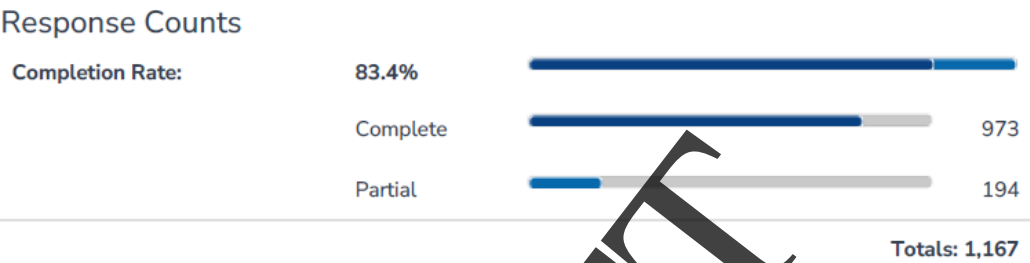 Response Counts
Completion Rate: 83.4%
Complete 973
Partial 194
Totals: 1,167